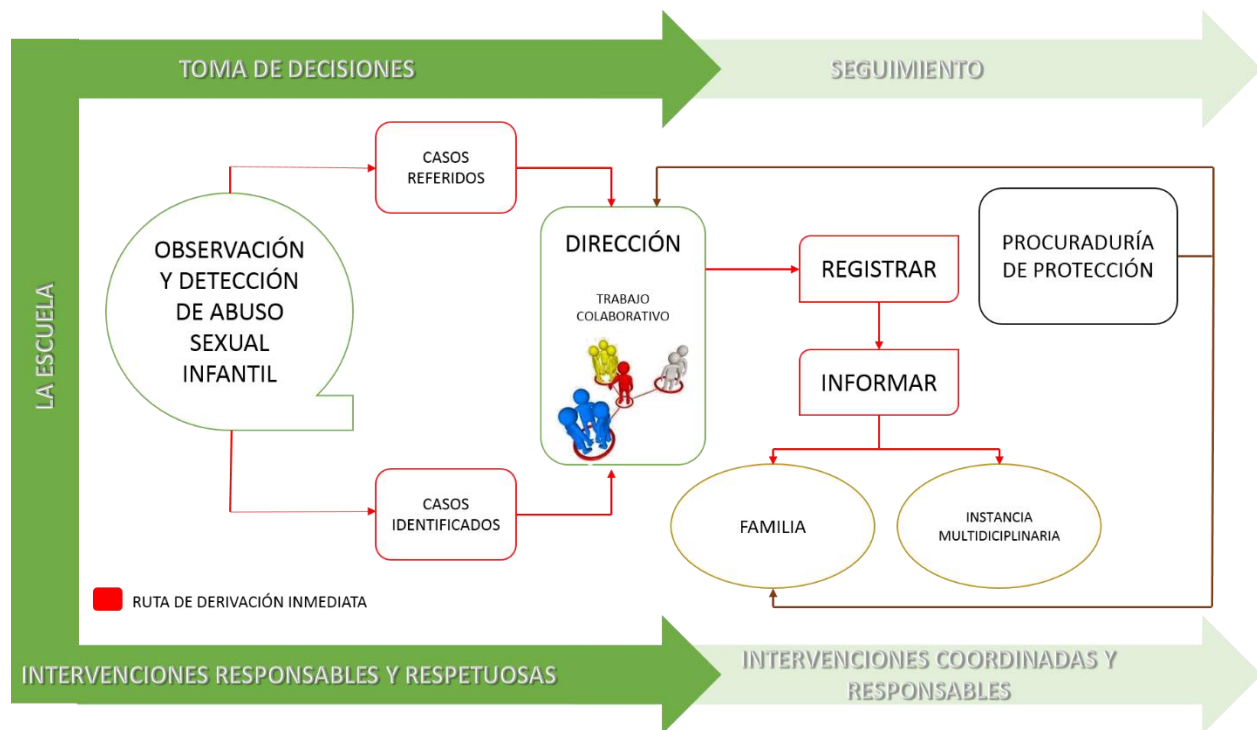 TOMA DE DECISIONES
SEGUIMIENTO
LA ESCUELA
OBSERVACIÓN
Y DETECCIÓN
DE ABUSO
SEXUAL
INFANTIL
CASOS
REFERIDOS
CASOS
IDENTIFICADOS
DIRECCIÓN
TRABAJO
COLABORATIVO
REGISTRAR
INFORMAR
PROCURADURÍA
DE PROTECCIÓN
FAMILIA
INSTANCIA
MULTIDICIPLINARIA
RUTA DE DERIVACIÓN INMEDIATA
INTERVENCIONES RESPONSABLES Y RESPETUOSAS
INTERVENCIONES COORDINADAS Y
RESPONSABLES